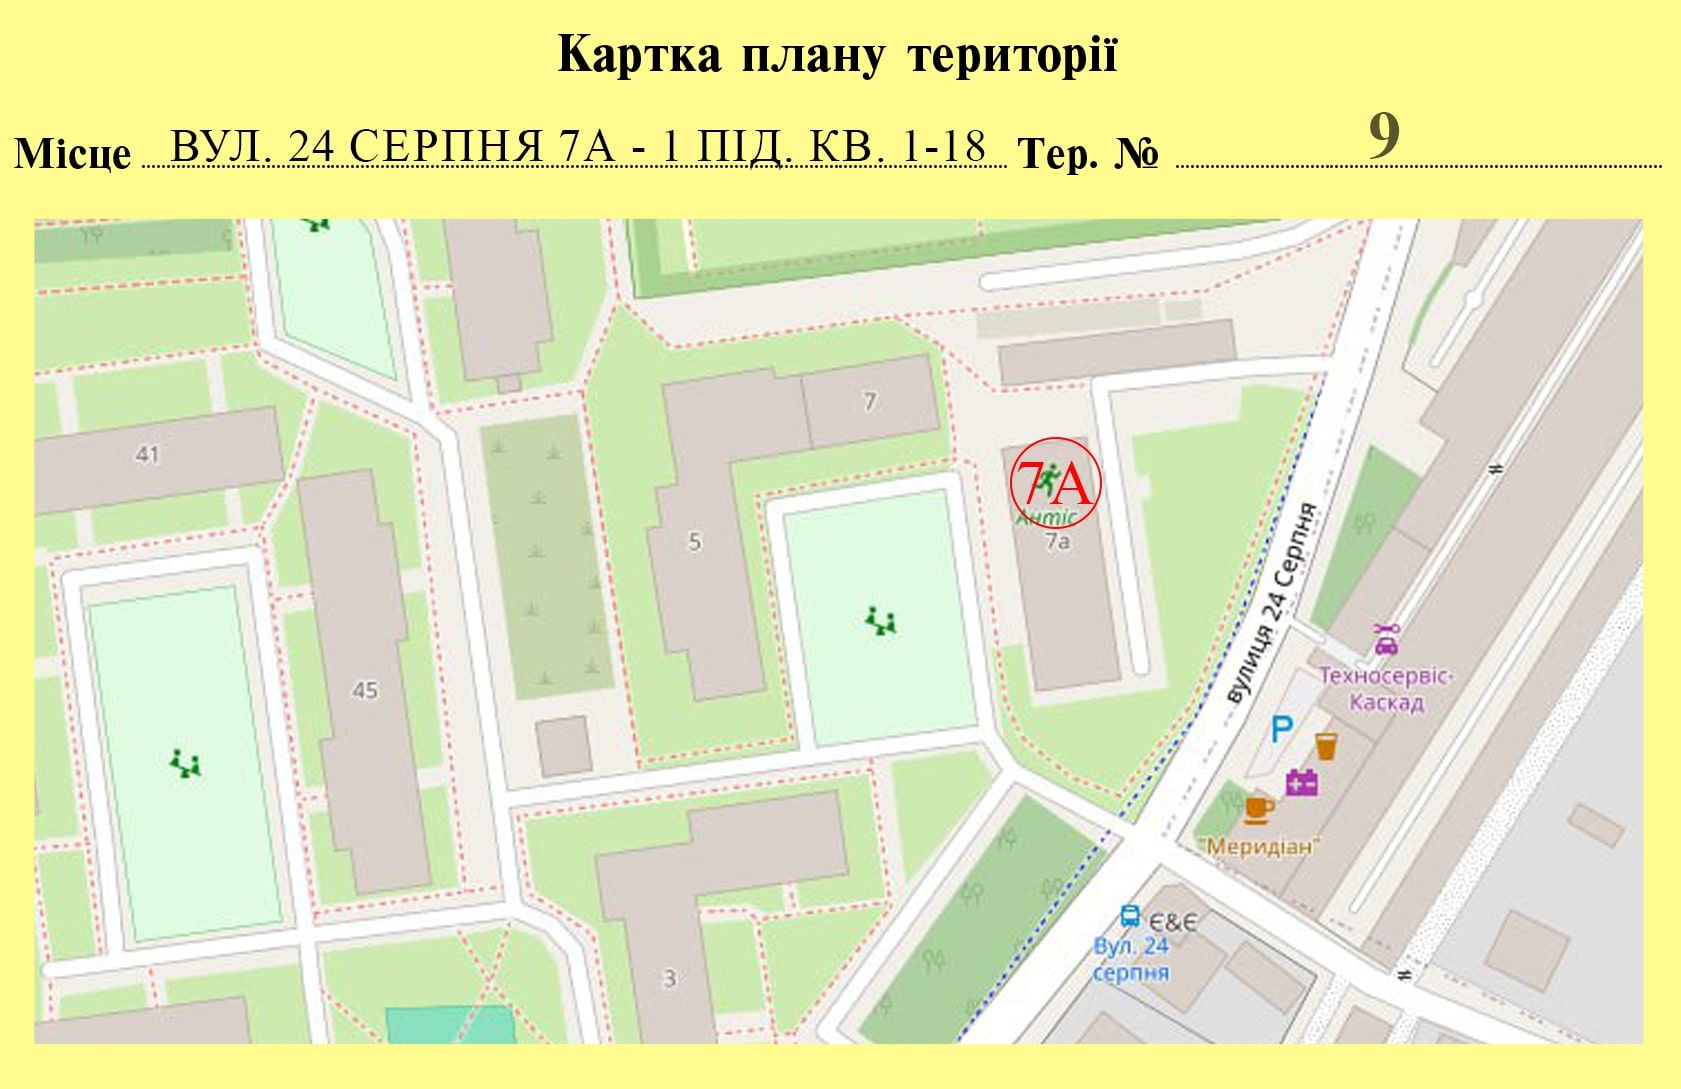 Картка плану території
Місце ВУЛ. 24 СЕРПНЯ 7А - 1 ПІД. КВ. 1-18 Тер. № 9
7
41
7А
Антіс
7а
5
вулиця 24 Серпня
45
Техносервіс-
Каскад
P
"Меридіан"
Є&Є
Вул. 24
серпня
3